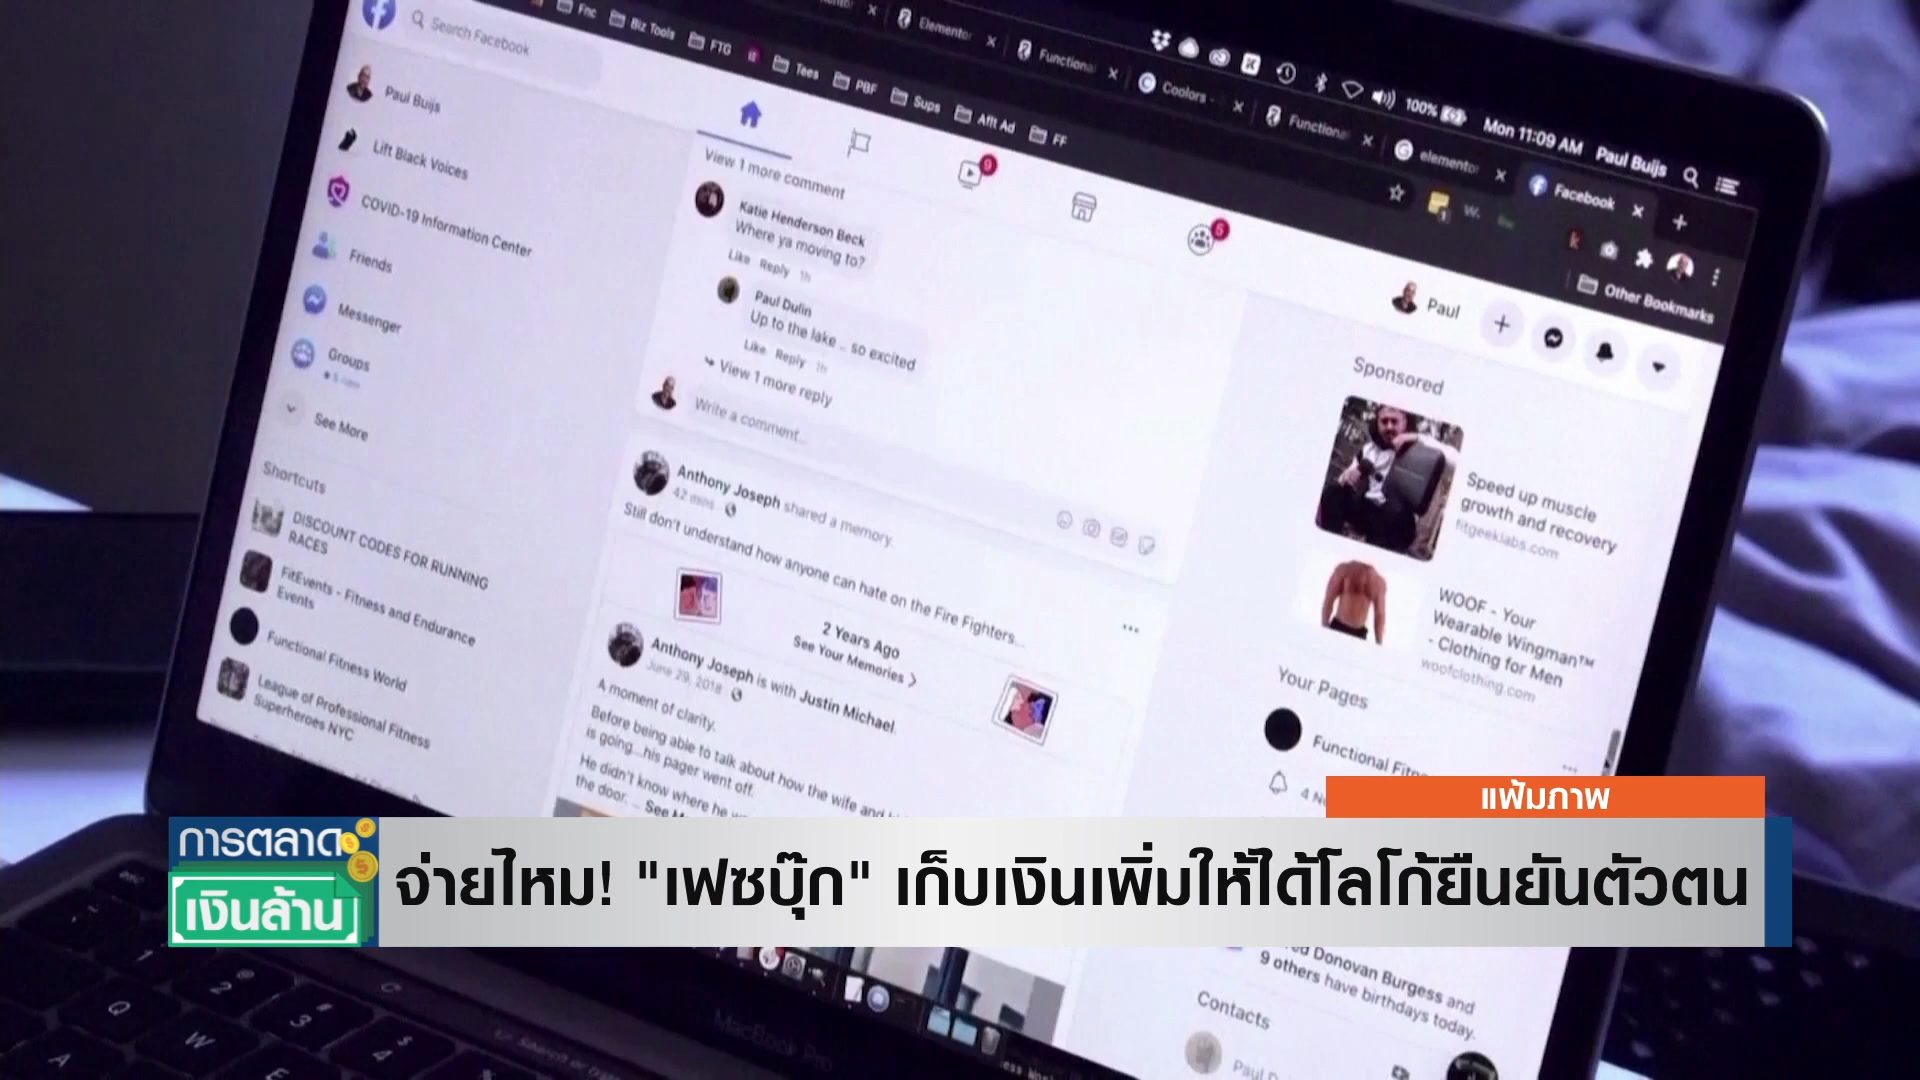 Fnc
Biz Tools
FTG
Tees
PBF
Sups
Afft Ad
FF
Elementor
Functiona
Coolors -
Functiona
elementor
Facebook
100%
Mon 11:09 AM
Paul Buijs
Other Bookmarks
Search Facebook
Paul Buijs
Lift Black Voices
COVID-19 Information Center
Friends
Messenger
Groups
See More
Shortcuts
DISCOUNT CODES FOR RUNNING
RACES
FitEvents - Fitness and Endurance
Events
Functional Fitness World
League of Professional Fitness
Superheroes NYC
9
5
View 1 more comment
Katie Henderson Beck
Where ya moving to?
Like Reply 1h
Paul Dulin
Up to the lake .. so excited
Like Reply 1h
View 1 more reply
Write a comment...
Anthony Joseph shared a memory.
42 mins
Still don't understand how anyone can hate on the Fire Fighters...
2 Years Ago
See Your Memories >
Anthony Joseph is with Justin Michael.
June 29, 2018
A moment of clarity.
Before being able to talk about how the wife and
is going...his pager went off.
He didn't know where he
the door. ... See
Paul
Sponsored
Speed up muscle
growth and recovery
fitgeeklabs.com
WOOF - Your
Wearable Wingman™
- Clothing for Men
woofclothing.com
Your Pages
Functional Fitn
4 N
แฟ้มภาพ
การตลาด
เงินล้าน
จ่ายไหม! "เฟซบุ๊ก" เก็บเงินเพิ่มให้ได้โลโก้ยืนยันตัวตน
Donovan Burgess and
9 others have birthdays today.
Contacts
Paul D
MacBook Pro